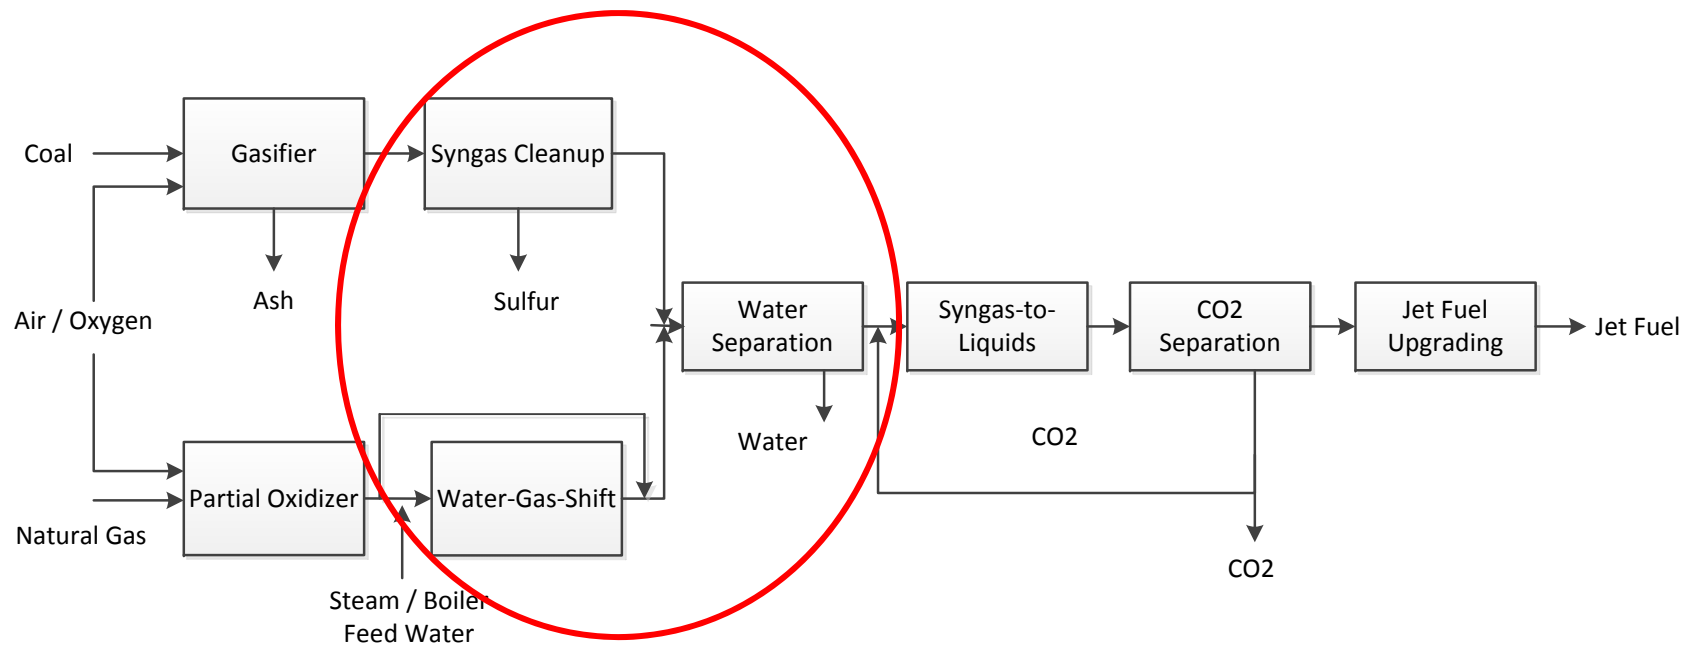 Coal
Gasifier
Syngas Cleanup
Ash
Sulfur
Air / Oxygen
Water
Separation
Syngas-to-
Liquids
CO2
Separation
Jet Fuel
Upgrading
Jet Fuel
Water
CO2
Partial Oxidizer
Water-Gas-Shift
Natural Gas
CO2
Steam / Boiler
Feed Water